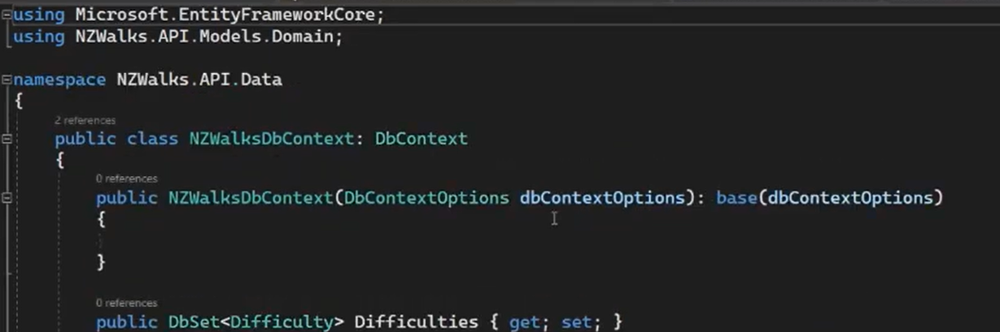 using Microsoft.EntityFrameworkCore;
using NZWalks.API.Models.Domain;
namespace NZWalks.API.Data
{
2 references
public class NZWalksDbContext: DbContext
{
0 references
public NZWalksDbContext(DbContextOptions dbContextOptions): base(dbContextOptions)
{
}
0 references
public DbSet<Difficulty> Difficulties { get; set; }